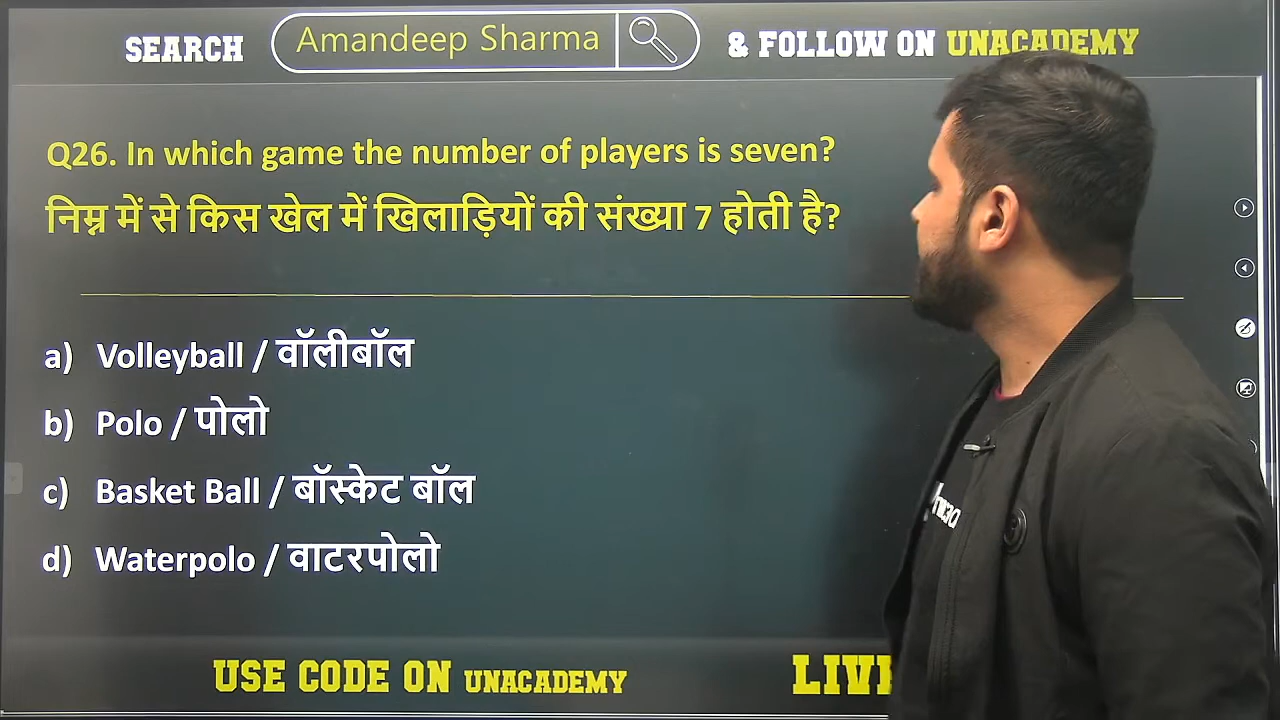 SEARCH Amandeep Sharma & FOLLOW ON UNACADEMY
Q26. In which game the number of players is seven?
निम्न में से किस खेल में खिलाड़ियों की संख्या 7 होती है?
a) Volleyball / वॉलीबॉल
b) Polo / पोलो
c) Basket Ball / बॉस्केट बॉल
d) Waterpolo / वाटरपोलो
USE CODE ON UNACADEMY